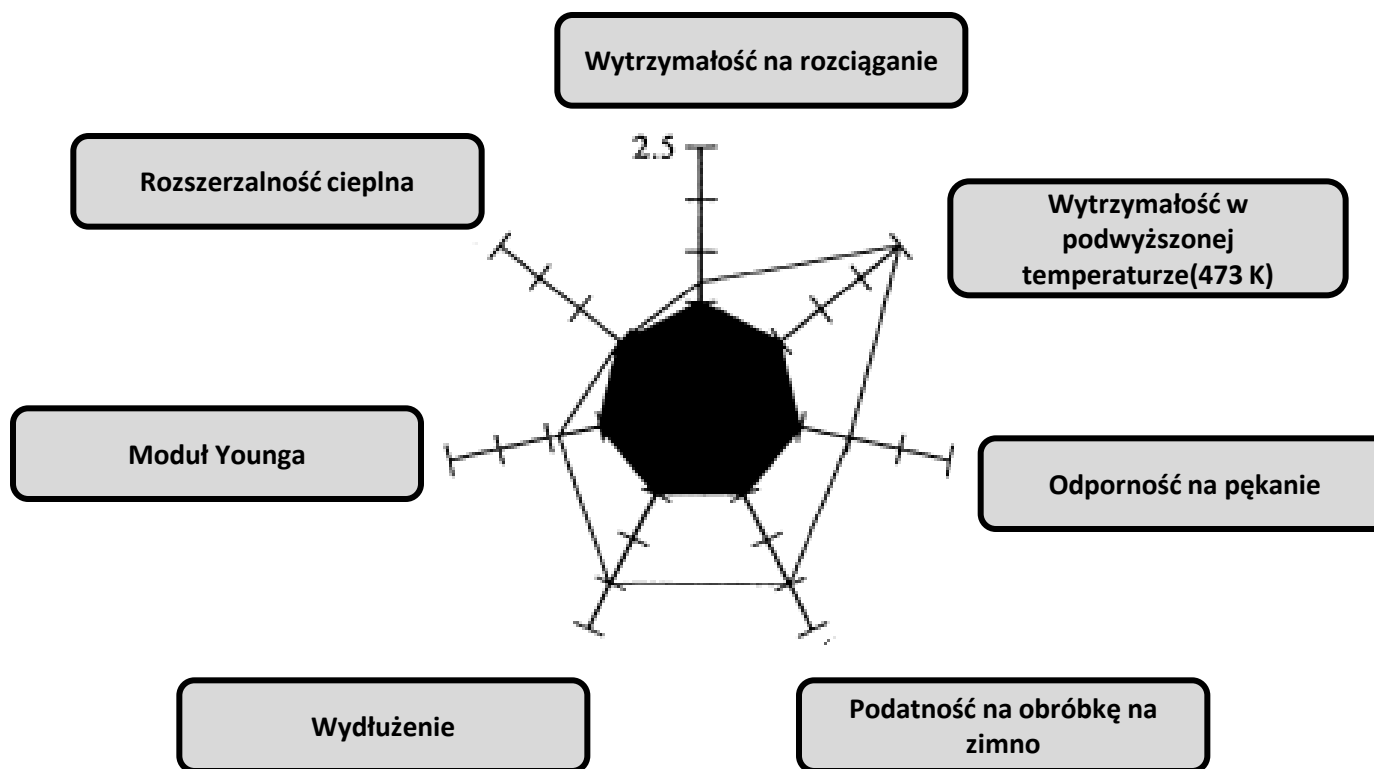 Wytrzymałość na rozciąganie
2.5
Rozszerzalność cieplna
Wytrzymałość w
podwyższonej
temperaturze(473 K)
Moduł Younga
Odporność na pękanie
Wydłużenie
Podatność na obróbkę na
zimno